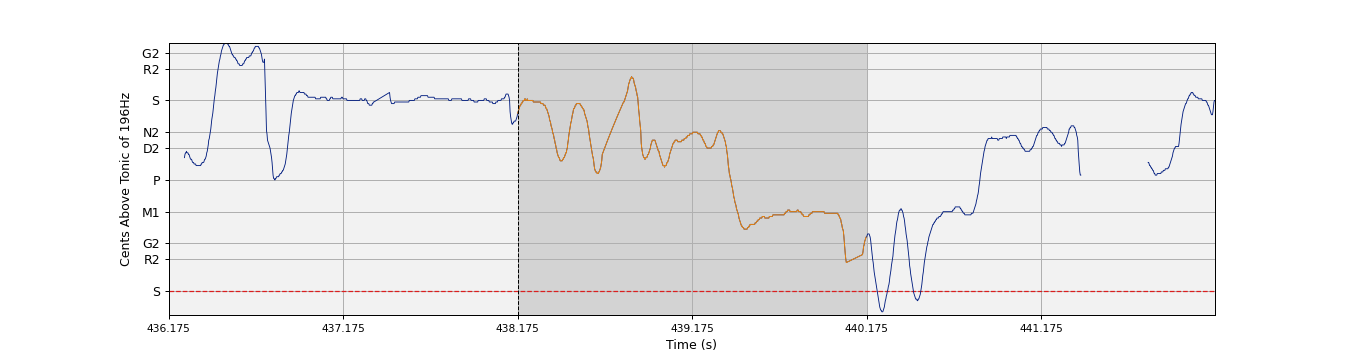 G2
R2
S
N2
D2
P
M1
G2
R2
S
Cents Above Tonic of 196Hz
436.175 437.175 438.175 439.175 440.175 441.175
Time (s)